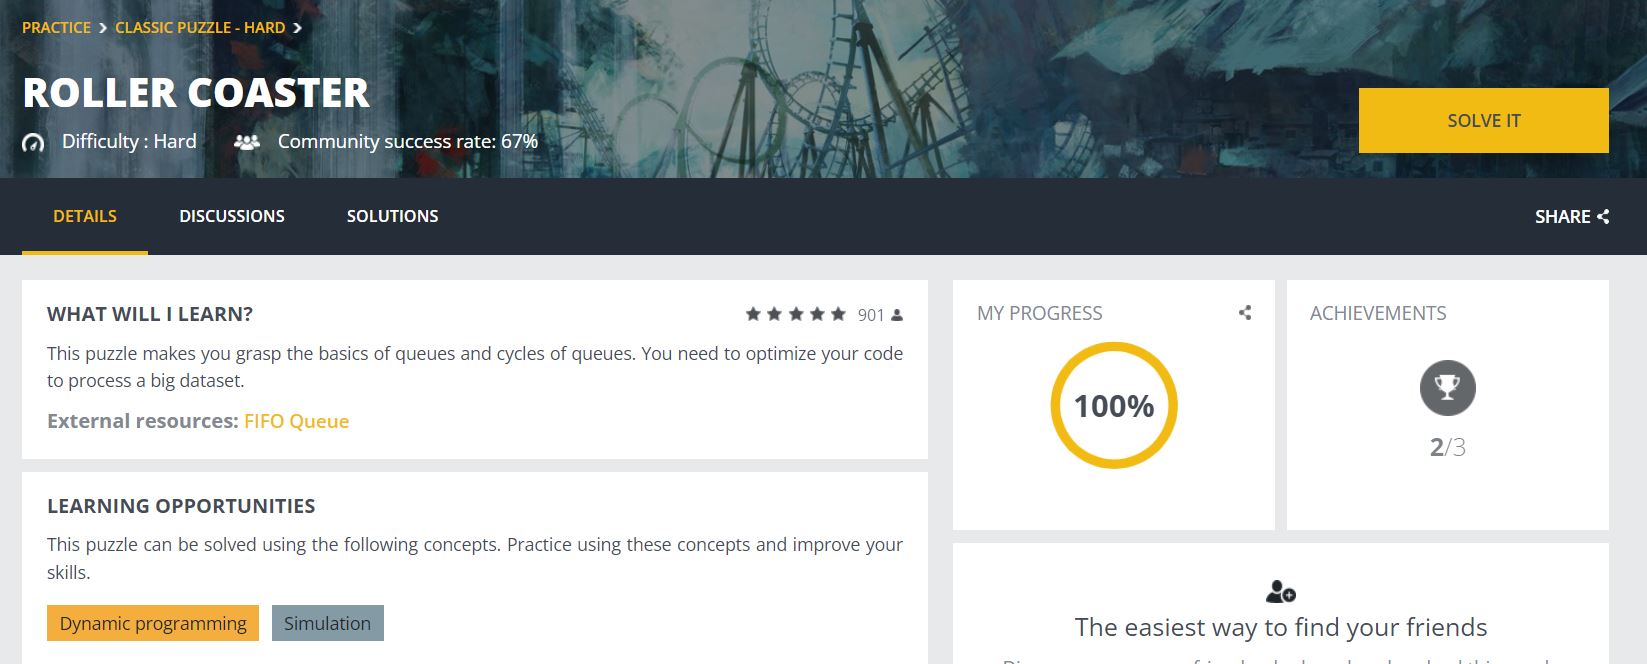 PRACTICE > CLASSIC PUZZLE - HARD >
ROLLER COASTER
Difficulty : Hard Community success rate: 67%
SOLVE IT
DETAILS DISCUSSIONS SOLUTIONS
SHARE
WHAT WILL I LEARN?
901
This puzzle makes you grasp the basics of queues and cycles of queues. You need to optimize your code
to process a big dataset.
External resources: FIFO Queue
MY PROGRESS
100%
ACHIEVEMENTS
2/3
LEARNING OPPORTUNITIES
This puzzle can be solved using the following concepts. Practice using these concepts and improve your
skills.
Dynamic programming Simulation
The easiest way to find your friends